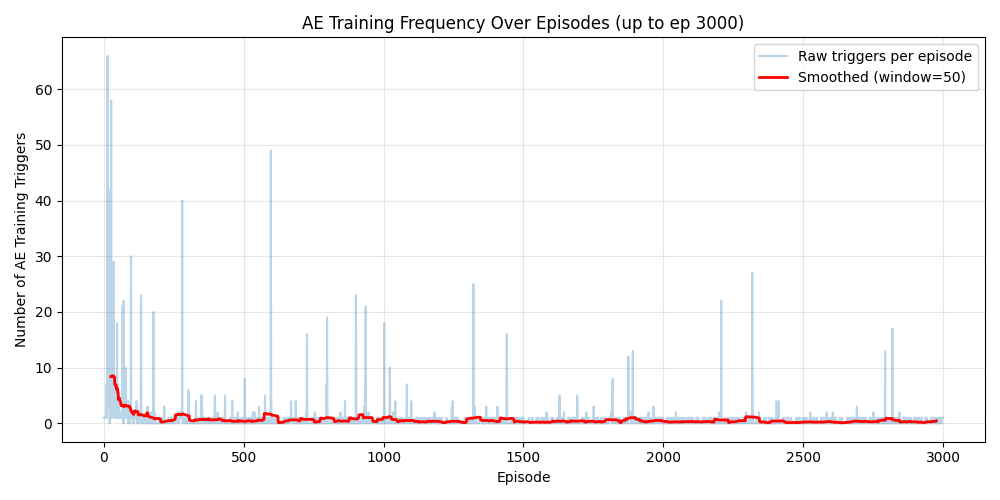 AE Training Frequency Over Episodes (up to ep 3000)
Raw triggers per episode
Smoothed (window=50)
Number of AE Training Triggers
60
50
40
30
20
10
0
0 500 1000 1500 2000 2500 3000
Episode